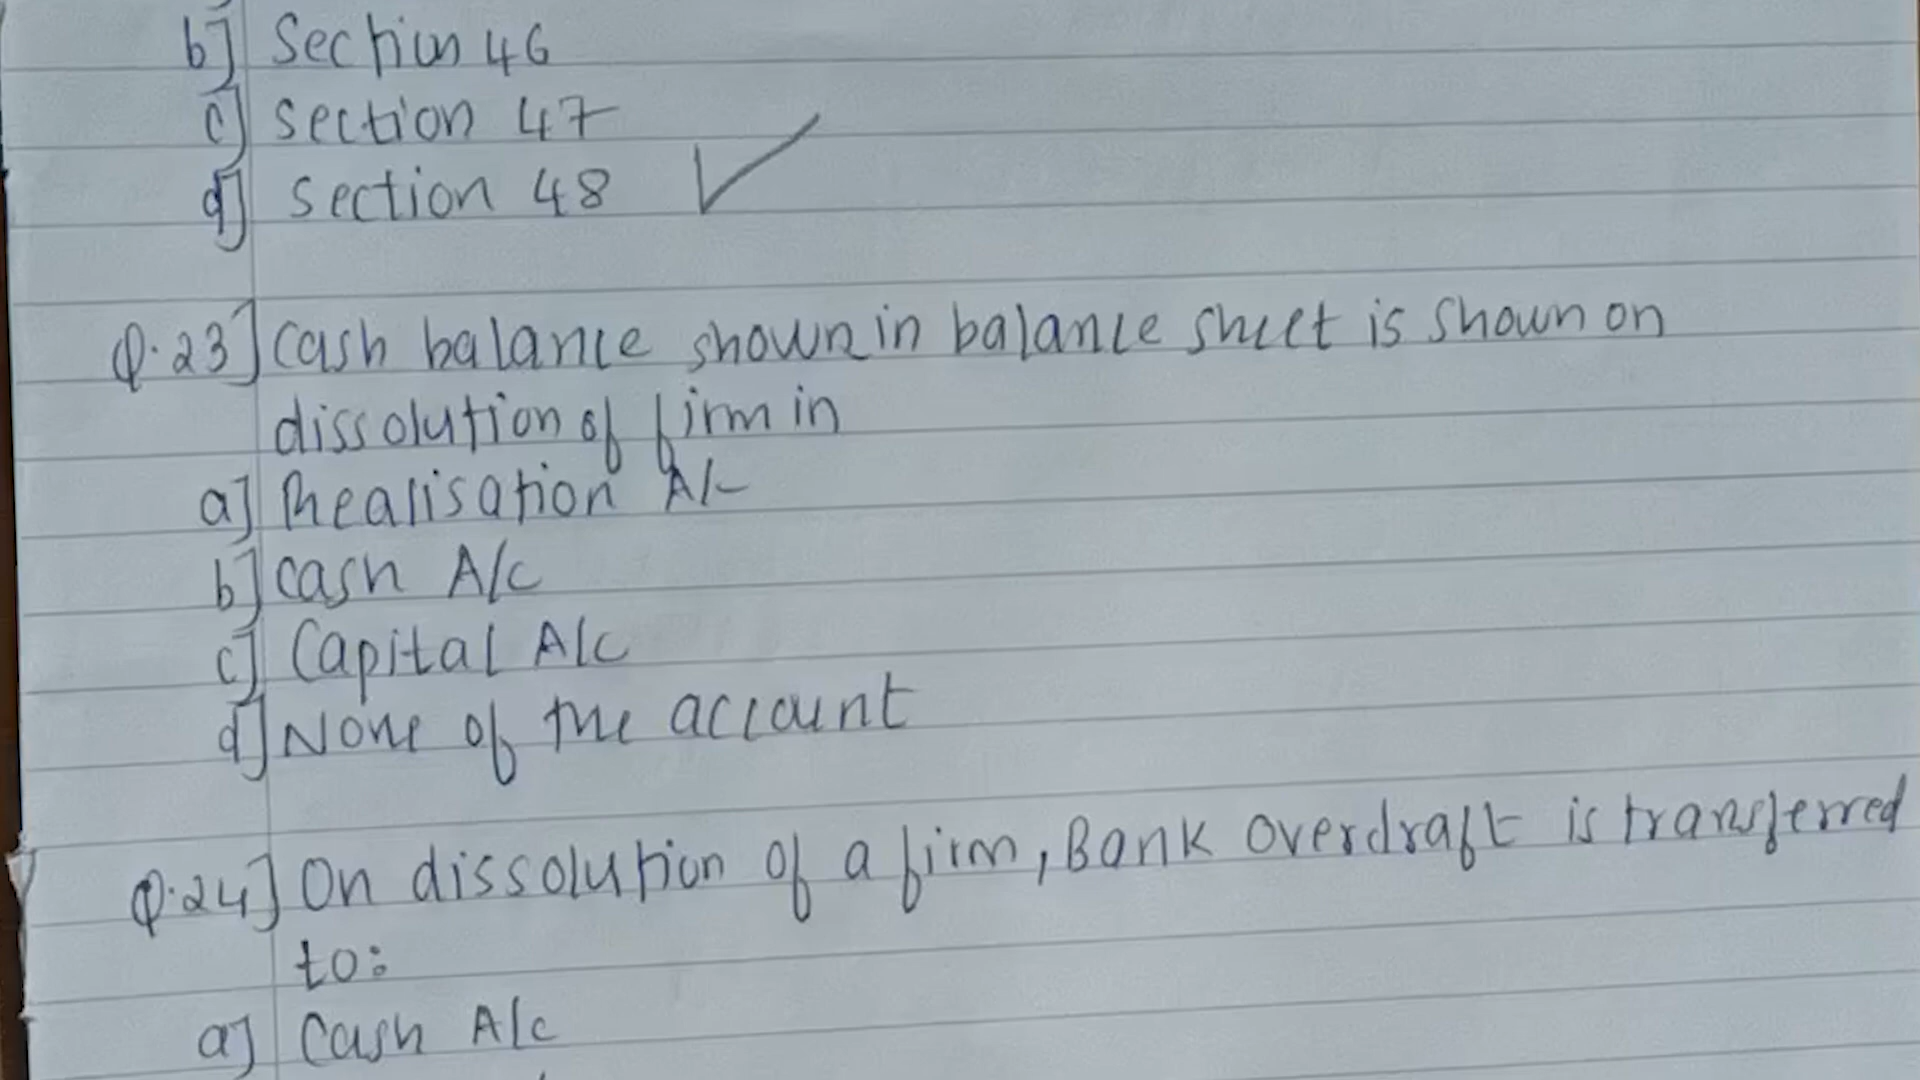 b] Section 46
c] section 47
d] section 48
Q.23] Cash balance shown in balance sheet is shown on
dissolution of firm in
a] Realisation A/c
b] Cash A/c
c] Capital A/c
d] None of the account
Q.24] On dissolution of a firm, Bank overdraft is transferred
to:
a] Cash A/c